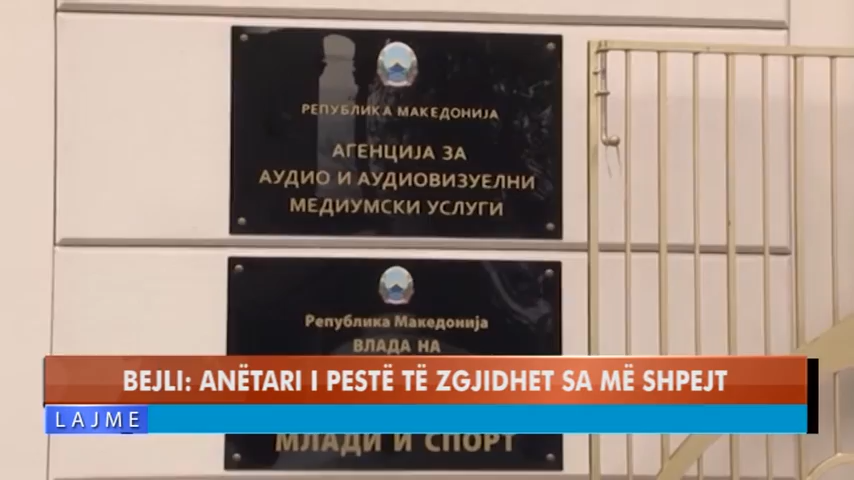 РЕПУБЛИКА МАКЕДОНИЈА
АГЕНЦИЈА ЗА
АУДИО И АУДИОВИЗУЕЛНИ
МЕДИУМСКИ УСЛУГИ
Република Македонија
ВЛАДА НА
BEJLI: ANËTARI I PESTË TË ZGJIDHET SA MË SHPEJT
LAJME
МЛАДИ И СПОРТ